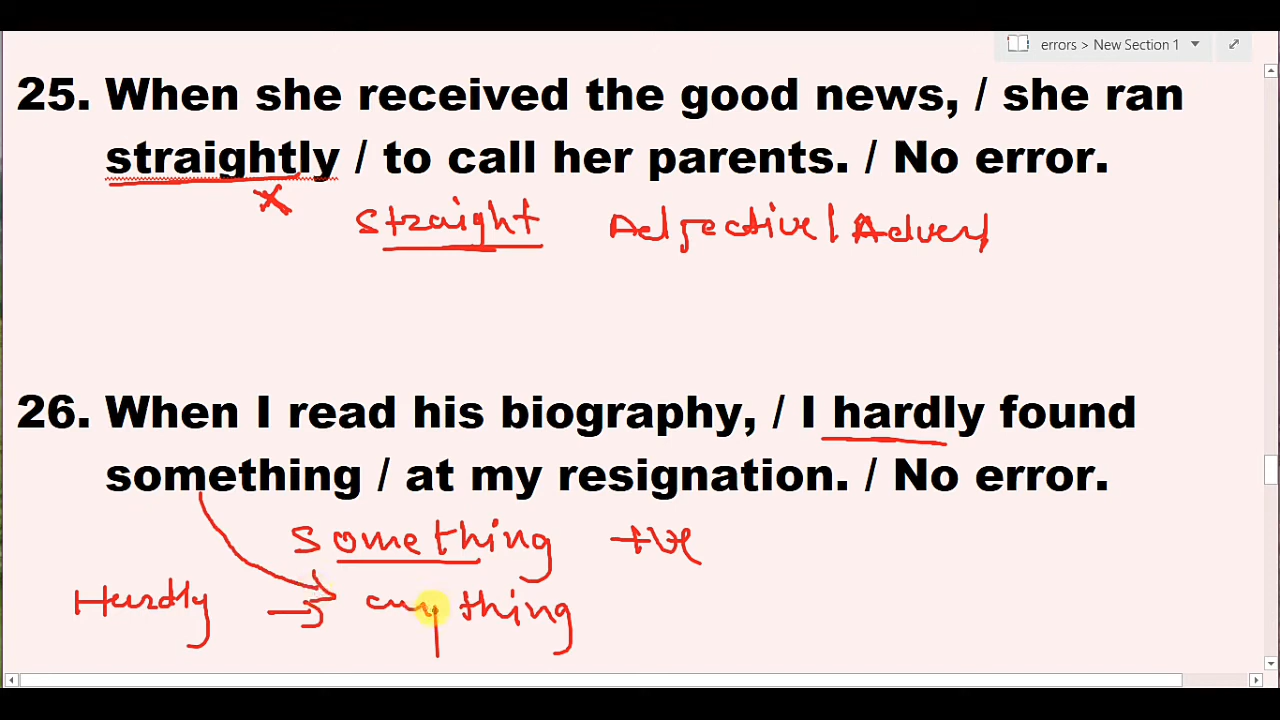 errors > New Section 1
25. When she received the good news, / she ran
straightly / to call her parents. / No error.
straight Adjective/Adverb
26. When I read his biography, / I hardly found
something / at my resignation. / No error.
something +ve
Hardly → anything